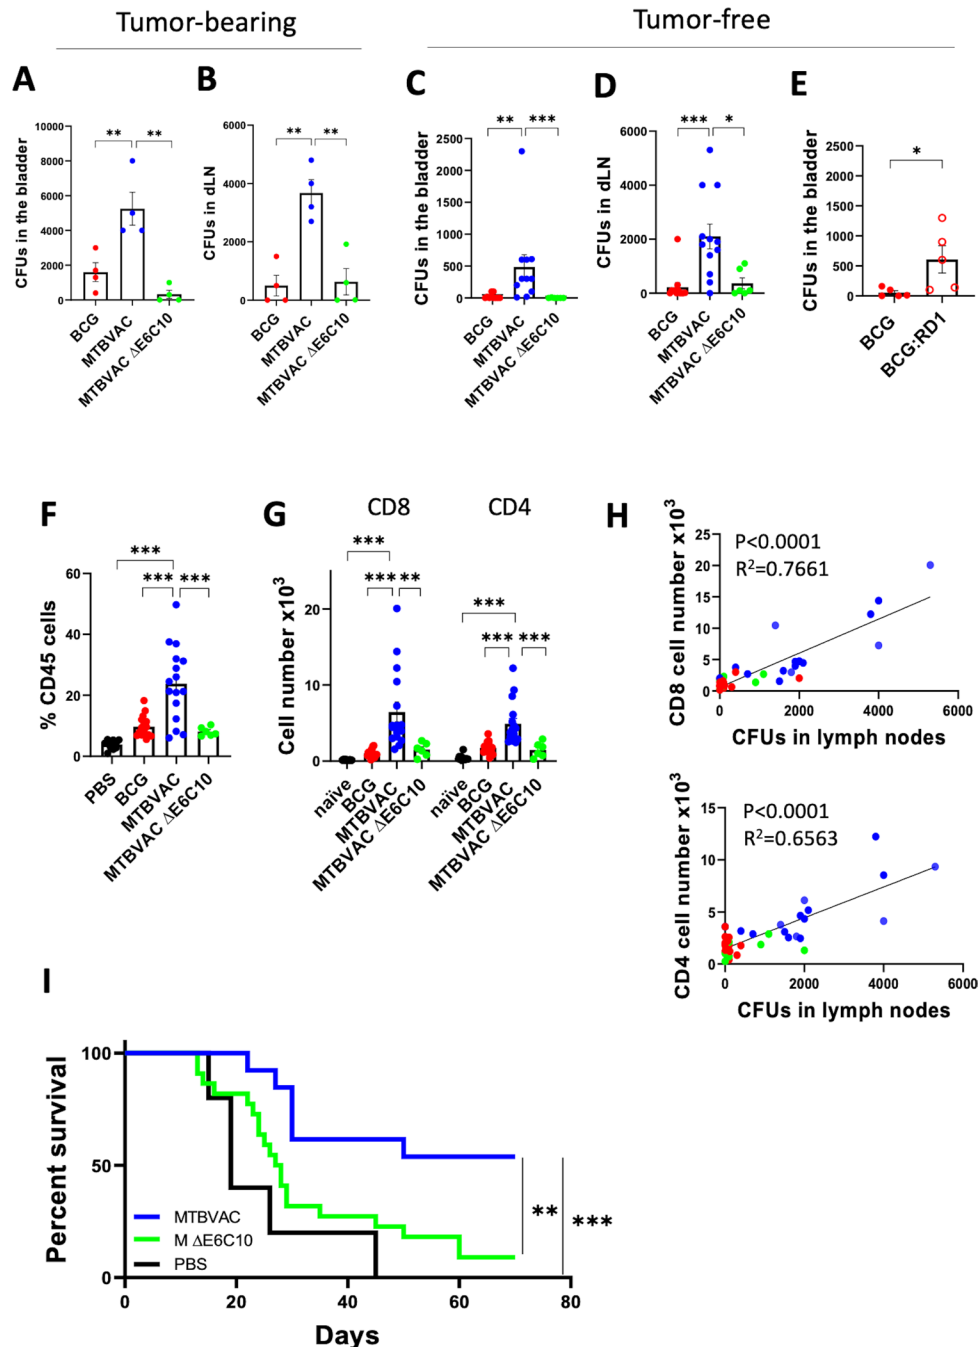 Tumor-bearing
Tumor-free
A
CFUs in the bladder
10000
8000
6000
4000
2000
0
** **
BCG
MTBVAC
MTBVAC ΔE6C10
B
CFUs in dLN
6000
4000
2000
0
** **
BCG
MTBVAC
MTBVAC ΔE6C10
C
CFUs in the bladder
2500
2000
1500
1000
500
0
** ***
BCG
MTBVAC
MTBVAC ΔE6C10
D
CFUs in dLN
6000
4000
2000
0
*** *
BCG
MTBVAC
MTBVAC ΔE6C10
E
CFUs in the bladder
2500
2000
1500
1000
500
0
*
BCG
BCG:RD1
F
% CD45 cells
60
40
20
0
***
*** ***
PBS
BCG
MTBVAC
MTBVAC ΔE6C10
G
CD8 CD4
Cell number x10³
20
10
0
***
*** **
***
*** ***
naïve
BCG
MTBVAC
MTBVAC ΔE6C10
naïve
BCG
MTBVAC
MTBVAC ΔE6C10
H
CD8 cell number x10³
25
20
15
10
5
0
P<0.0001
R²=0.7661
0 2000 4000 6000
CFUs in lymph nodes
CD4 cell number x10³
15
10
5
0
P<0.0001
R²=0.6563
0 2000 4000 6000
CFUs in lymph nodes
I
Percent survival
100
50
0
MTBVAC
M ΔE6C10
PBS
** ***
0 20 40 60 80
Days